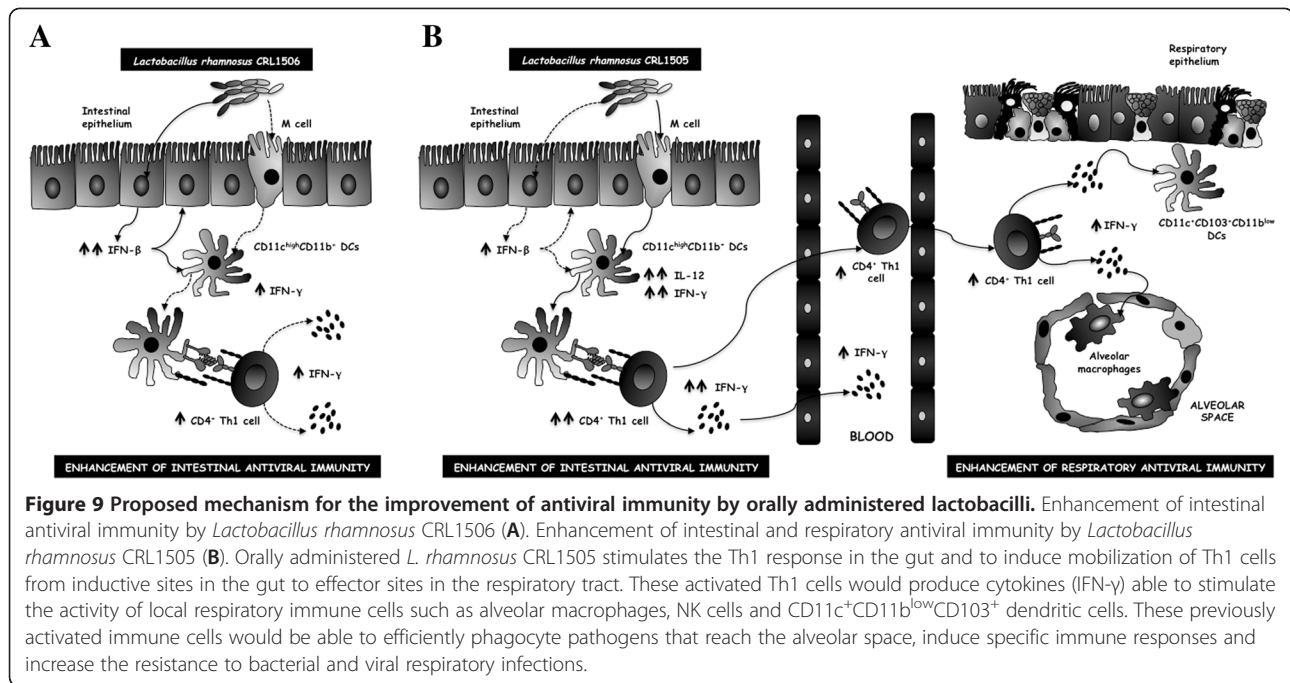 A
Lactobacillus rhamnosus CRL1506
Intestinal
epithelium
M cell
↑↑ IFN-β
CD11c^high CD11b⁺ DCs
↑ IFN-γ
↑ IFN-γ
↑ CD4⁺ Th1 cell
ENHANCEMENT OF INTESTINAL ANTIVIRAL IMMUNITY
B
Lactobacillus rhamnosus CRL1505
Intestinal
epithelium
M cell
↑ IFN-β
CD11c^high CD11b⁺ DCs
↑↑ IL-12
↑↑ IFN-γ
↑↑ IFN-γ
↑↑ CD4⁺ Th1 cell
ENHANCEMENT OF INTESTINAL ANTIVIRAL IMMUNITY
↑ CD4⁺ Th1
cell
↑ IFN-γ
BLOOD
Respiratory
epithelium
↑ IFN-γ
CD11c⁺CD103⁺CD11b^low
DCs
↑ CD4⁺ Th1 cell
Alveolar
macrophages
ALVEOLAR
SPACE
ENHANCEMENT OF RESPIRATORY ANTIVIRAL IMMUNITY
Figure 9 Proposed mechanism for the improvement of antiviral immunity by orally administered lactobacilli. Enhancement of intestinal
antiviral immunity by Lactobacillus rhamnosus CRL1506 (A). Enhancement of intestinal and respiratory antiviral immunity by Lactobacillus
rhamnosus CRL1505 (B). Orally administered L. rhamnosus CRL1505 stimulates the Th1 response in the gut and to induce mobilization of Th1 cells
from inductive sites in the gut to effector sites in the respiratory tract. These activated Th1 cells would produce cytokines (IFN-γ) able to stimulate
the activity of local respiratory immune cells such as alveolar macrophages, NK cells and CD11c⁺CD11b^lowCD103⁺ dendritic cells. These previously
activated immune cells would be able to efficiently phagocyte pathogens that reach the alveolar space, induce specific immune responses and
increase the resistance to bacterial and viral respiratory infections.